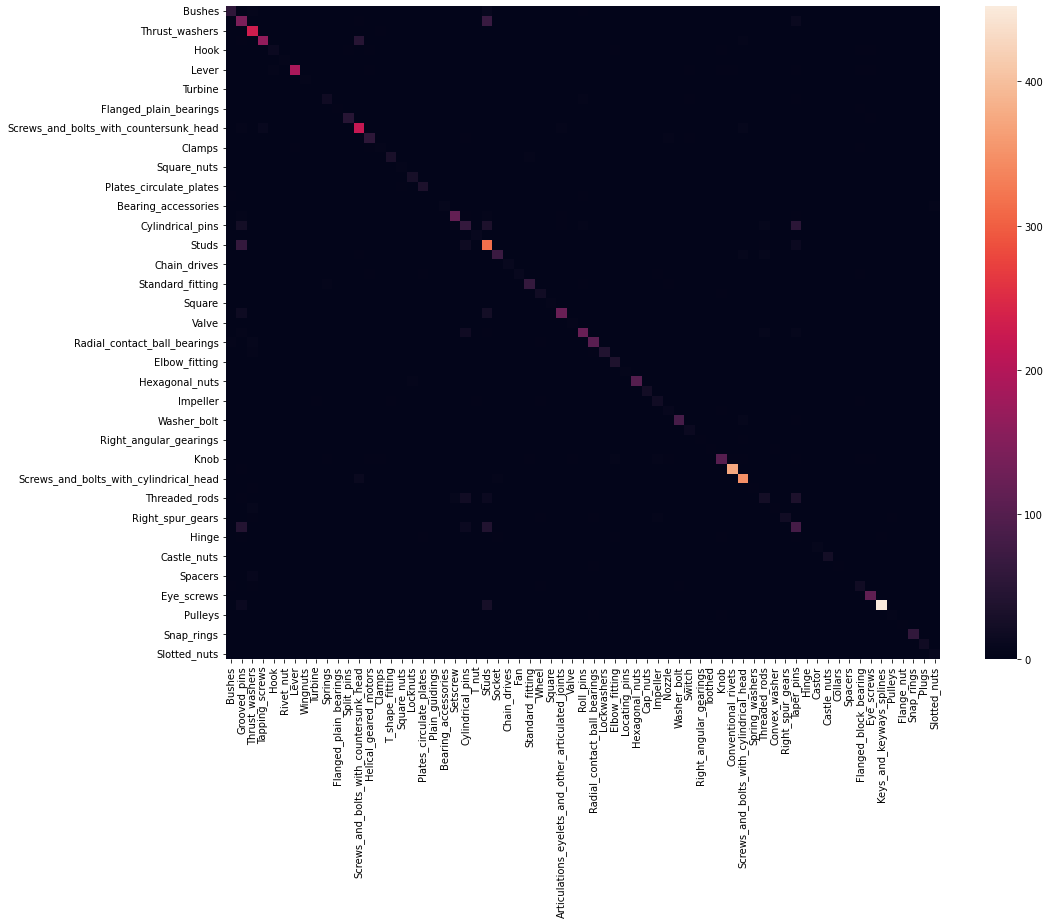 Bushes
Thrust_washers
Hook
Lever
Turbine
Flanged_plain_bearings
Screws_and_bolts_with_countersunk_head
Clamps
Square_nuts
Plates_circulate_plates
Bearing_accessories
Cylindrical_pins
Studs
Chain_drives
Standard_fitting
Square
Valve
Radial_contact_ball_bearings
Elbow_fitting
Hexagonal_nuts
Impeller
Washer_bolt
Right_angular_gearings
Knob
Screws_and_bolts_with_cylindrical_head
Threaded_rods
Right_spur_gears
Hinge
Castle_nuts
Spacers
Eye_screws
Pulleys
Snap_rings
Slotted_nuts
Bushes
Grooved_pins
Thrust_washers
Tapping_screws
Hook
Rivet_nut
Lever
Wingnuts
Turbine
Springs
Flanged_plain_bearings
Split_pins
Screws_and_bolts_with_countersunk_head
Helical_geared_motors
Clamps
T_shape_fitting
Square_nuts
Locknuts
Plates_circulate_plates
Plain_guidings
Bearing_accessories
Setscrew
Cylindrical_pins
T_nut
Studs
Socket
Chain_drives
Fan
Standard_fitting
Wheel
Square
Articulations_eyelets_and_other_articulated_joints
Valve
Roll_pins
Radial_contact_ball_bearings
Lockwashers
Elbow_fitting
Locating_pins
Hexagonal_nuts
Cap_nuts
Impeller
Nozzle
Washer_bolt
Switch
Right_angular_gearings
Toothed
Knob
Conventional_rivets
Screws_and_bolts_with_cylindrical_head
Spring_washers
Threaded_rods
Convex_washer
Right_spur_gears
Taper_pins
Hinge
Castor
Castle_nuts
Collars
Spacers
Flanged_block_bearing
Eye_screws
Keys_and_keyways_splines
Pulleys
Flange_nut
Snap_rings
Plugs
Slotted_nuts
400
300
200
100
0